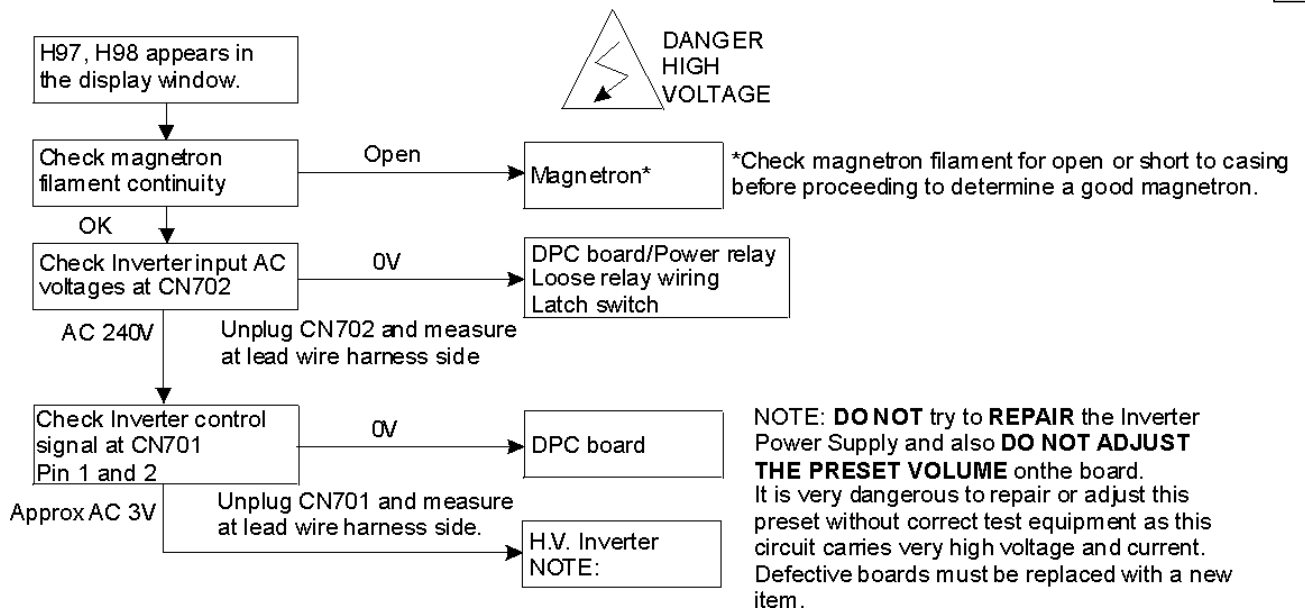 H97, H98 appears in
the display window.
DANGER
HIGH
VOLTAGE
Check magnetron
filament continuity
Open
Magnetron*
*Check magnetron filament for open or short to casing
before proceeding to determine a good magnetron.
OK
Check Inverter input AC
voltages at CN702
0V
DPC board/Power relay
Loose relay wiring
Latch switch
AC 240V
Unplug CN702 and measure
at lead wire harness side
Check Inverter control
signal at CN701
Pin 1 and 2
0V
DPC board
Approx AC 3V
Unplug CN701 and measure
at lead wire harness side.
H.V. Inverter
NOTE:
NOTE: DO NOT try to REPAIR the Inverter
Power Supply and also DO NOT ADJUST
THE PRESET VOLUME onthe board.
It is very dangerous to repair or adjust this
preset without correct test equipment as this
circuit carries very high voltage and current.
Defective boards must be replaced with a new
item.